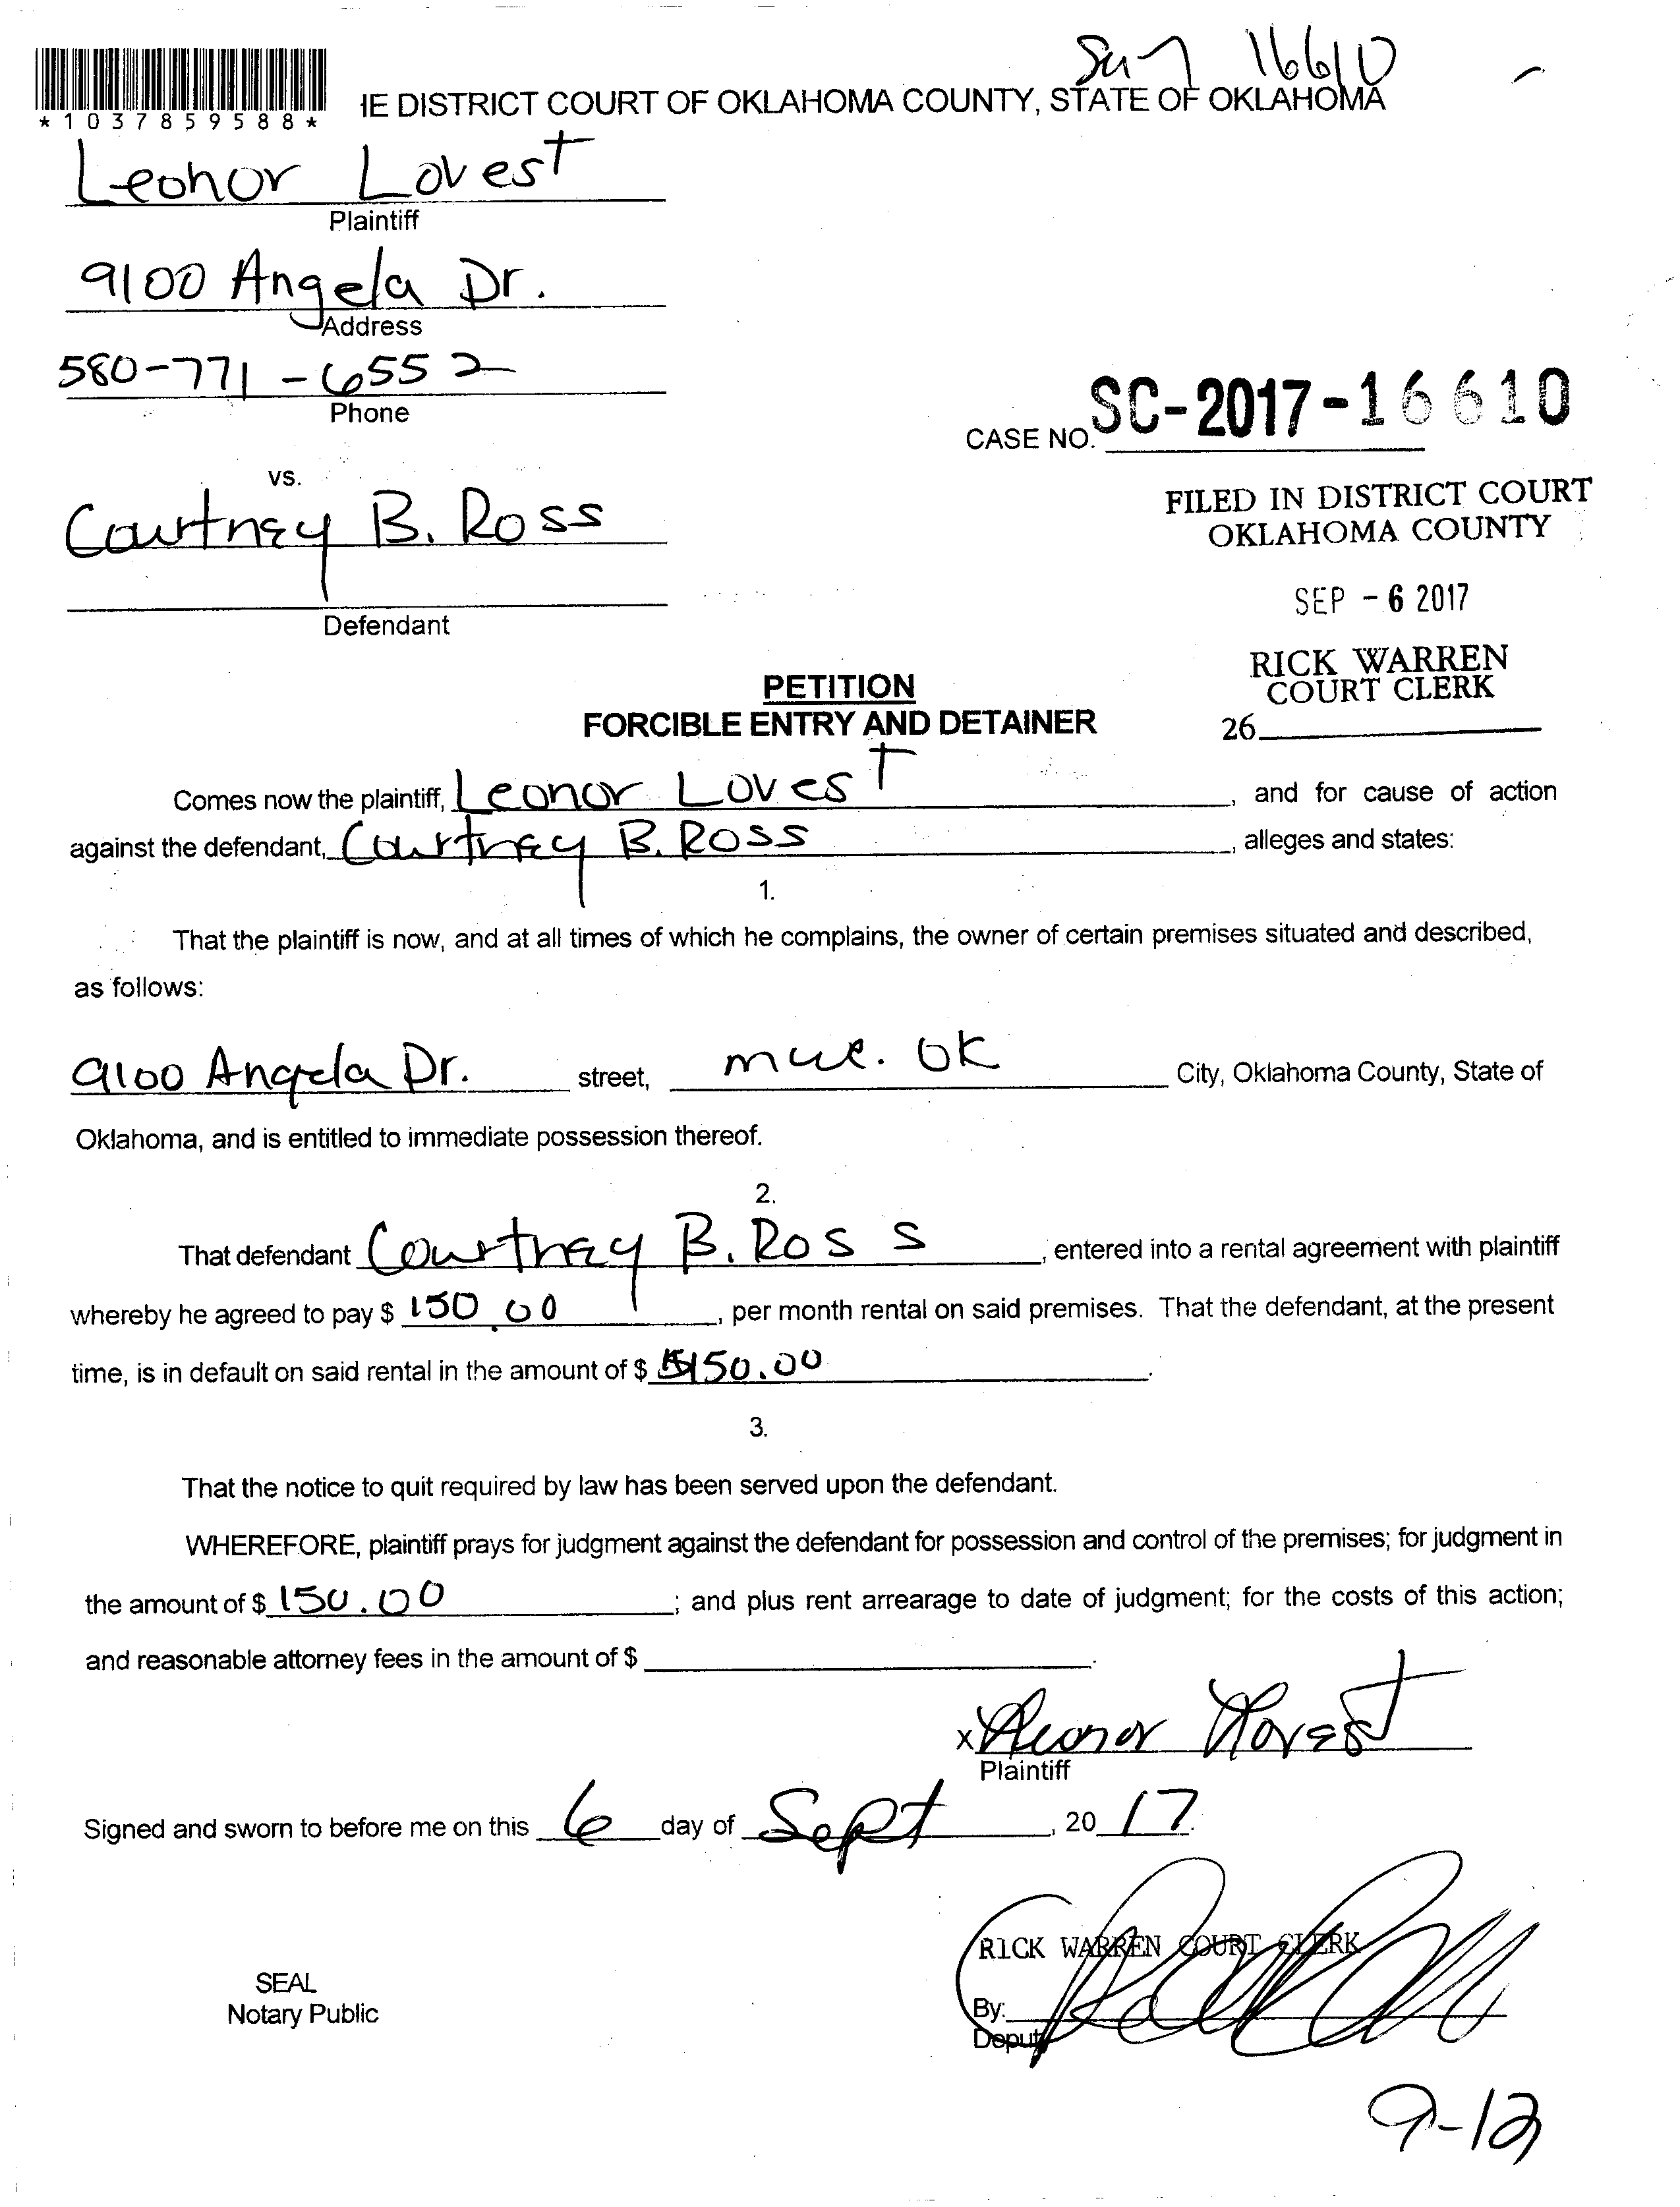 16610
*1037859588*
IE DISTRICT COURT OF OKLAHOMA COUNTY, STATE OF OKLAHOMA
Leonor Lovest
Plaintiff
9100 Angela Dr.
Address
580-771-6552
Phone
CASE NO. SC-2017-16610
vs.
FILED IN DISTRICT COURT
OKLAHOMA COUNTY
Courtney B. Ross
SEP - 6 2017
Defendant
RICK WARREN
COURT CLERK
26
PETITION
FORCIBLE ENTRY AND DETAINER
Comes now the plaintiff, Leonor Lovest, and for cause of action
against the defendant, Courtney B. Ross, alleges and states:
1.
That the plaintiff is now, and at all times of which he complains, the owner of certain premises situated and described,
as follows:
9100 Angela Dr. street, mwc. OK City, Oklahoma County, State of
Oklahoma, and is entitled to immediate possession thereof.
2.
That defendant Courtney B. Ross, entered into a rental agreement with plaintiff
whereby he agreed to pay $ 150.00, per month rental on said premises. That the defendant, at the present
time, is in default on said rental in the amount of $ 150.00.
3.
That the notice to quit required by law has been served upon the defendant.
WHEREFORE, plaintiff prays for judgment against the defendant for possession and control of the premises; for judgment in
the amount of $ 150.00; and plus rent arrearage to date of judgment; for the costs of this action;
and reasonable attorney fees in the amount of $.
x Leonor Lovest
Plaintiff
Signed and sworn to before me on this 6 day of Sept, 20 17.
RICK WARREN COURT CLERK
SEAL
Notary Public
By:
Deputy
9-12